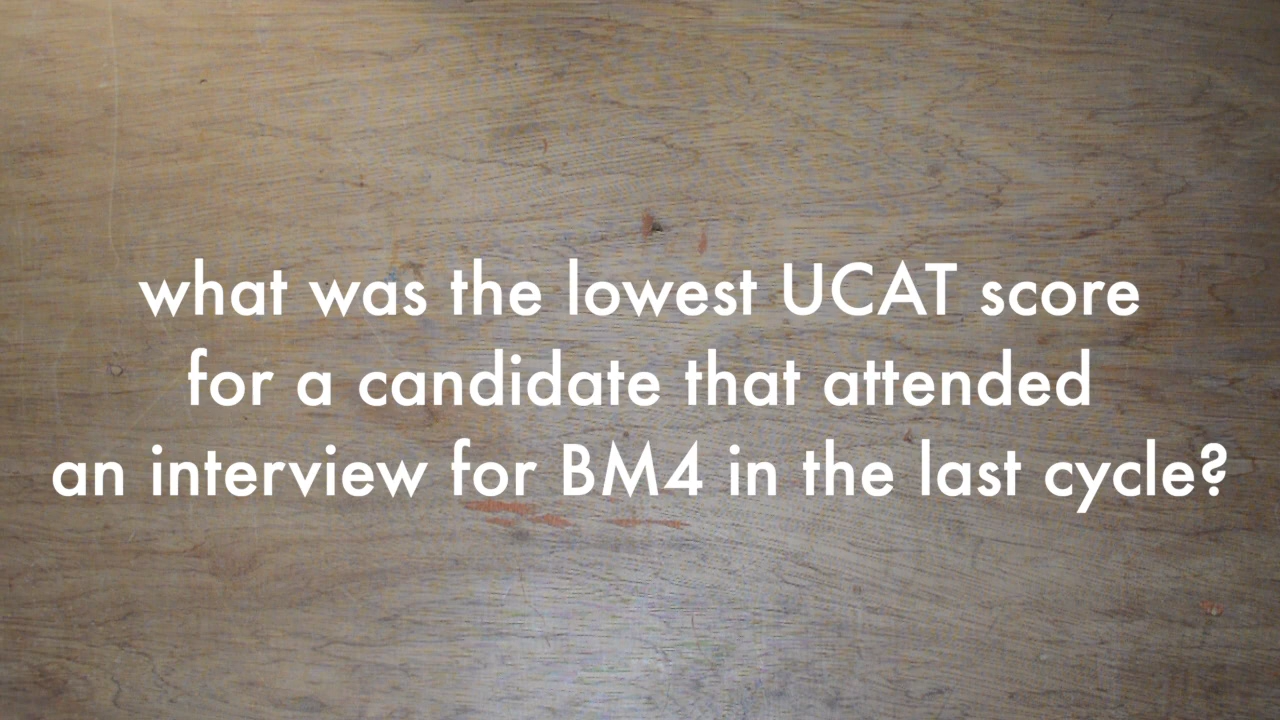 what was the lowest UCAT score
for a candidate that attended
an interview for BM4 in the last cycle?